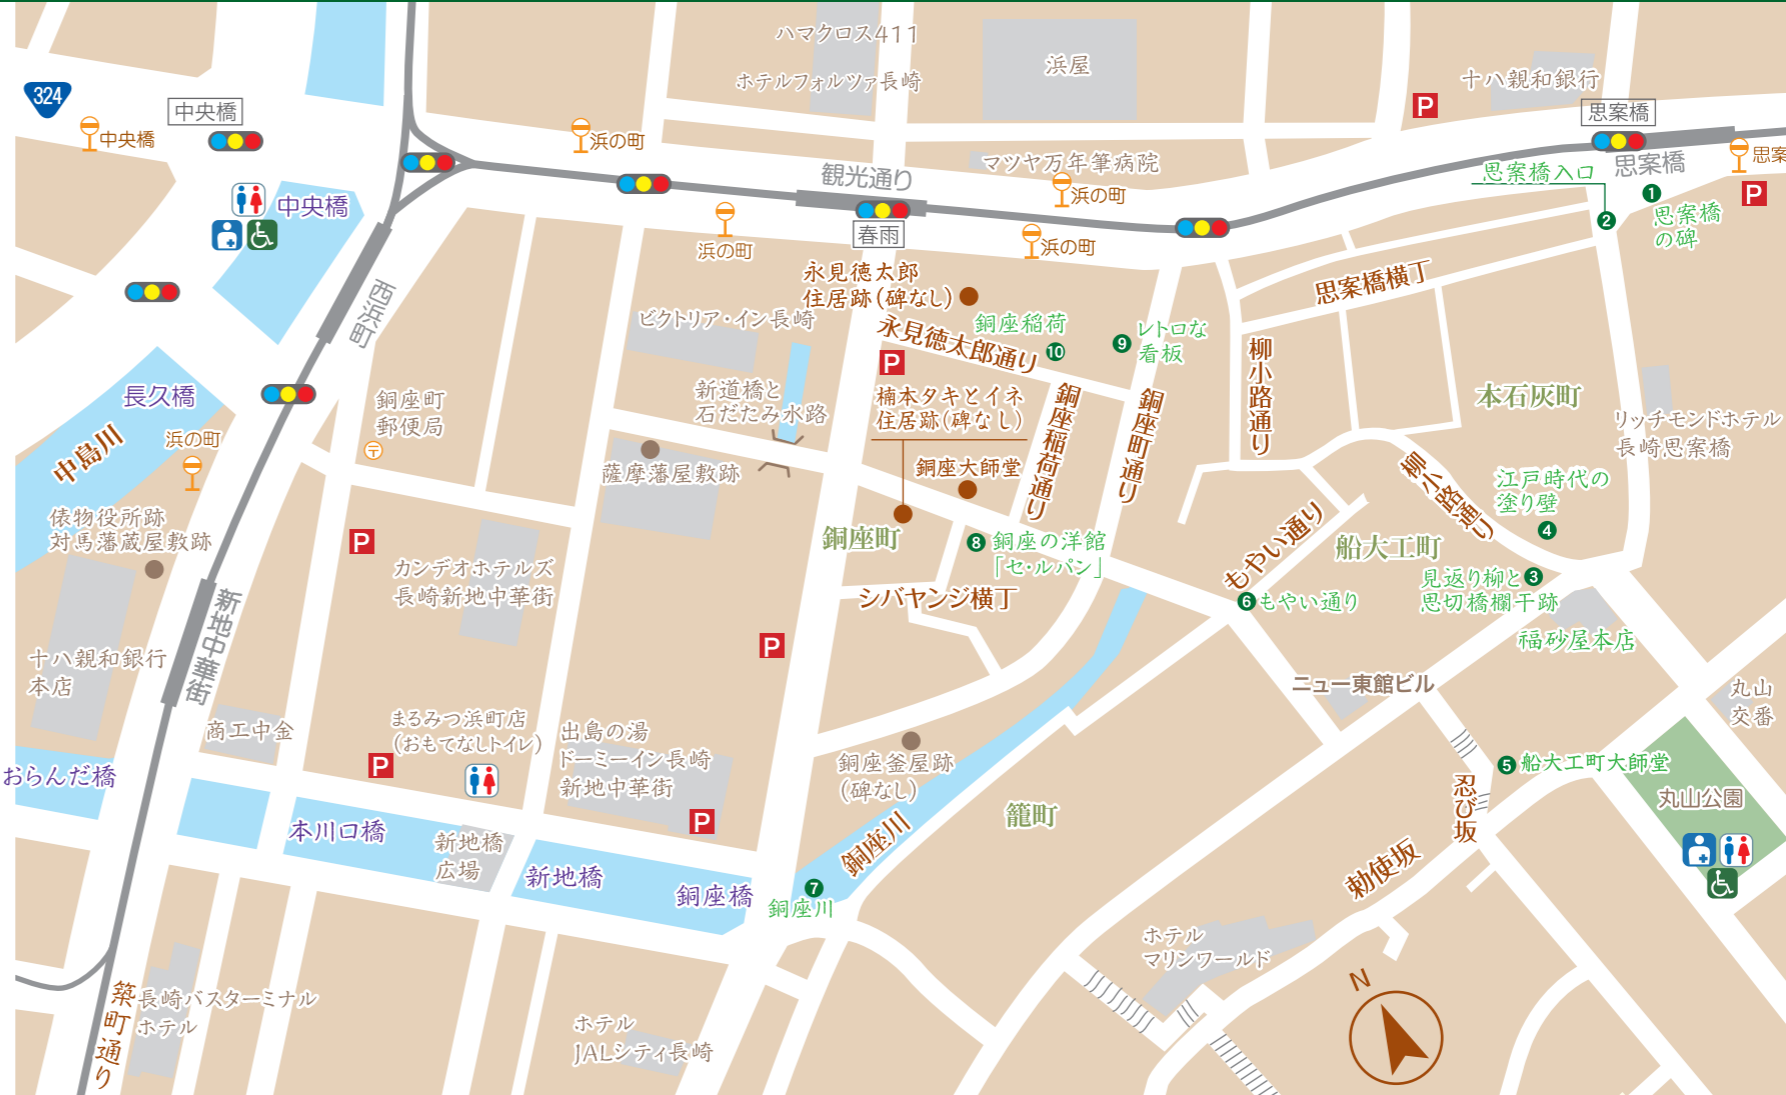 324
中央橋
中央橋
ハマクロス411
ホテルフォルツァ長崎
浜屋
十八親和銀行
P
思案橋
浜の町
マツヤ万年筆病院
観光通り
春雨
浜の町
浜の町
浜の町
思案橋入口
思案橋
思案
P
1
思案橋
の碑
2
中央橋
西浜町
永見徳太郎
住居跡(碑なし)
思案橋横丁
ビクトリア・イン長崎
銅座稲荷
10
永見徳太郎通り
9
レトロな
看板
P
柳小路通り
長久橋
中島川
浜の町
銅座町
郵便局
新道橋と
石だたみ水路
楠本タキとイネ
住居跡(碑なし)
銅座稲荷通り
銅座町通り
本石灰町
リッチモンドホテル
長崎思案橋
薩摩藩屋敷跡
銅座大師堂
柳小路通り
江戸時代の
塗り壁
4
俵物役所跡
対馬藩蔵屋敷跡
P
銅座町
8
銅座の洋館
「セ・ルパン」
もやい通り
船大工町
カンデオホテルズ
長崎新地中華街
シバヤンジ横丁
6
もやい通り
見返り柳と
3
思切橋欄干跡
新地中華街
P
福砂屋本店
十八親和銀行
本店
ニュー東館ビル
丸山
交番
商工中金
まるみつ浜町店
(おもてなしトイレ)
出島の湯
ドーミーイン長崎
新地中華街
P
銅座釜屋跡
(碑なし)
5
船大工町大師堂
おらんだ橋
P
忍び坂
丸山公園
本川口橋
新地橋
広場
新地橋
銅座橋
7
銅座川
銅座川
籠町
勅使坂
ホテル
マリンワールド
N
築町通り
長崎バスターミナル
ホテル
ホテル
JALシティ長崎